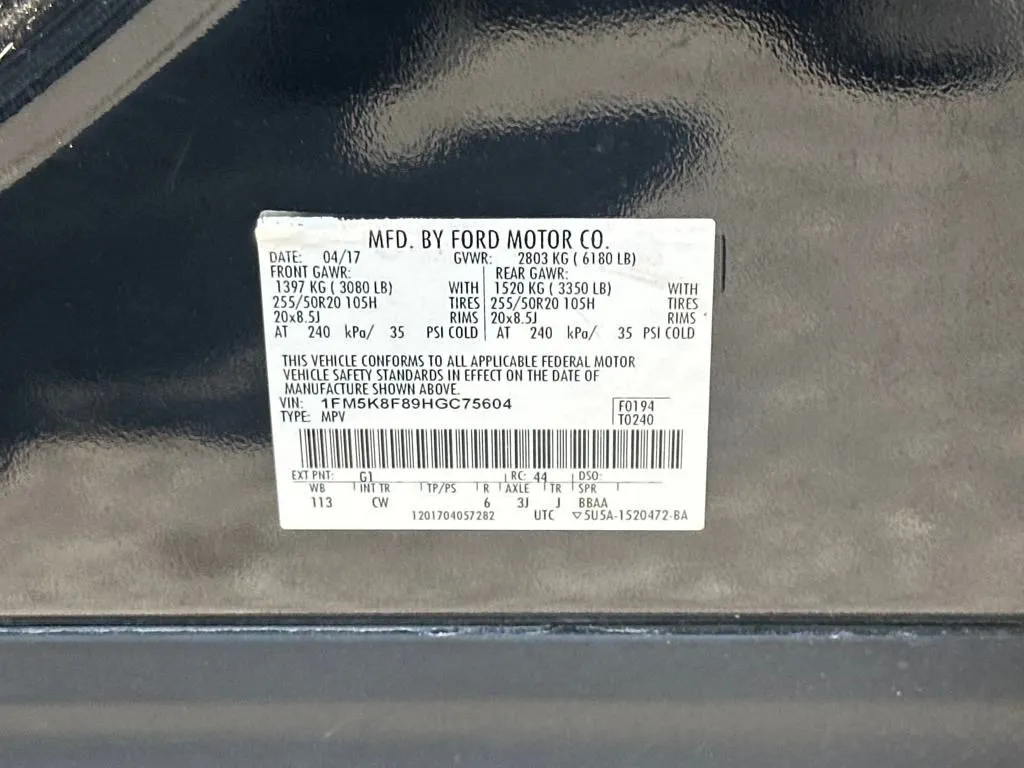 MFD. BY FORD MOTOR CO.
DATE: 04/17 GVWR: 2803 KG ( 6180 LB)
FRONT GAWR: REAR GAWR:
1397 KG ( 3080 LB) WITH 1520 KG ( 3350 LB) WITH
255/50R20 105H TIRES 255/50R20 105H TIRES
20x8.5J RIMS 20x8.5J RIMS
AT 240 kPa/ 35 PSI COLD AT 240 kPa/ 35 PSI COLD
THIS VEHICLE CONFORMS TO ALL APPLICABLE FEDERAL MOTOR
VEHICLE SAFETY STANDARDS IN EFFECT ON THE DATE OF
MANUFACTURE SHOWN ABOVE.
VIN: 1FM5K8F89HGC75604 F0194
TYPE: MPV T0240
EXT PNT: G1 RC: 44 DSO:
WB INT TR TP/PS R AXLE TR SPR
113 CW 6 3J J BBAA
1201704057282 UTC ▽5U5A-1520472-BA